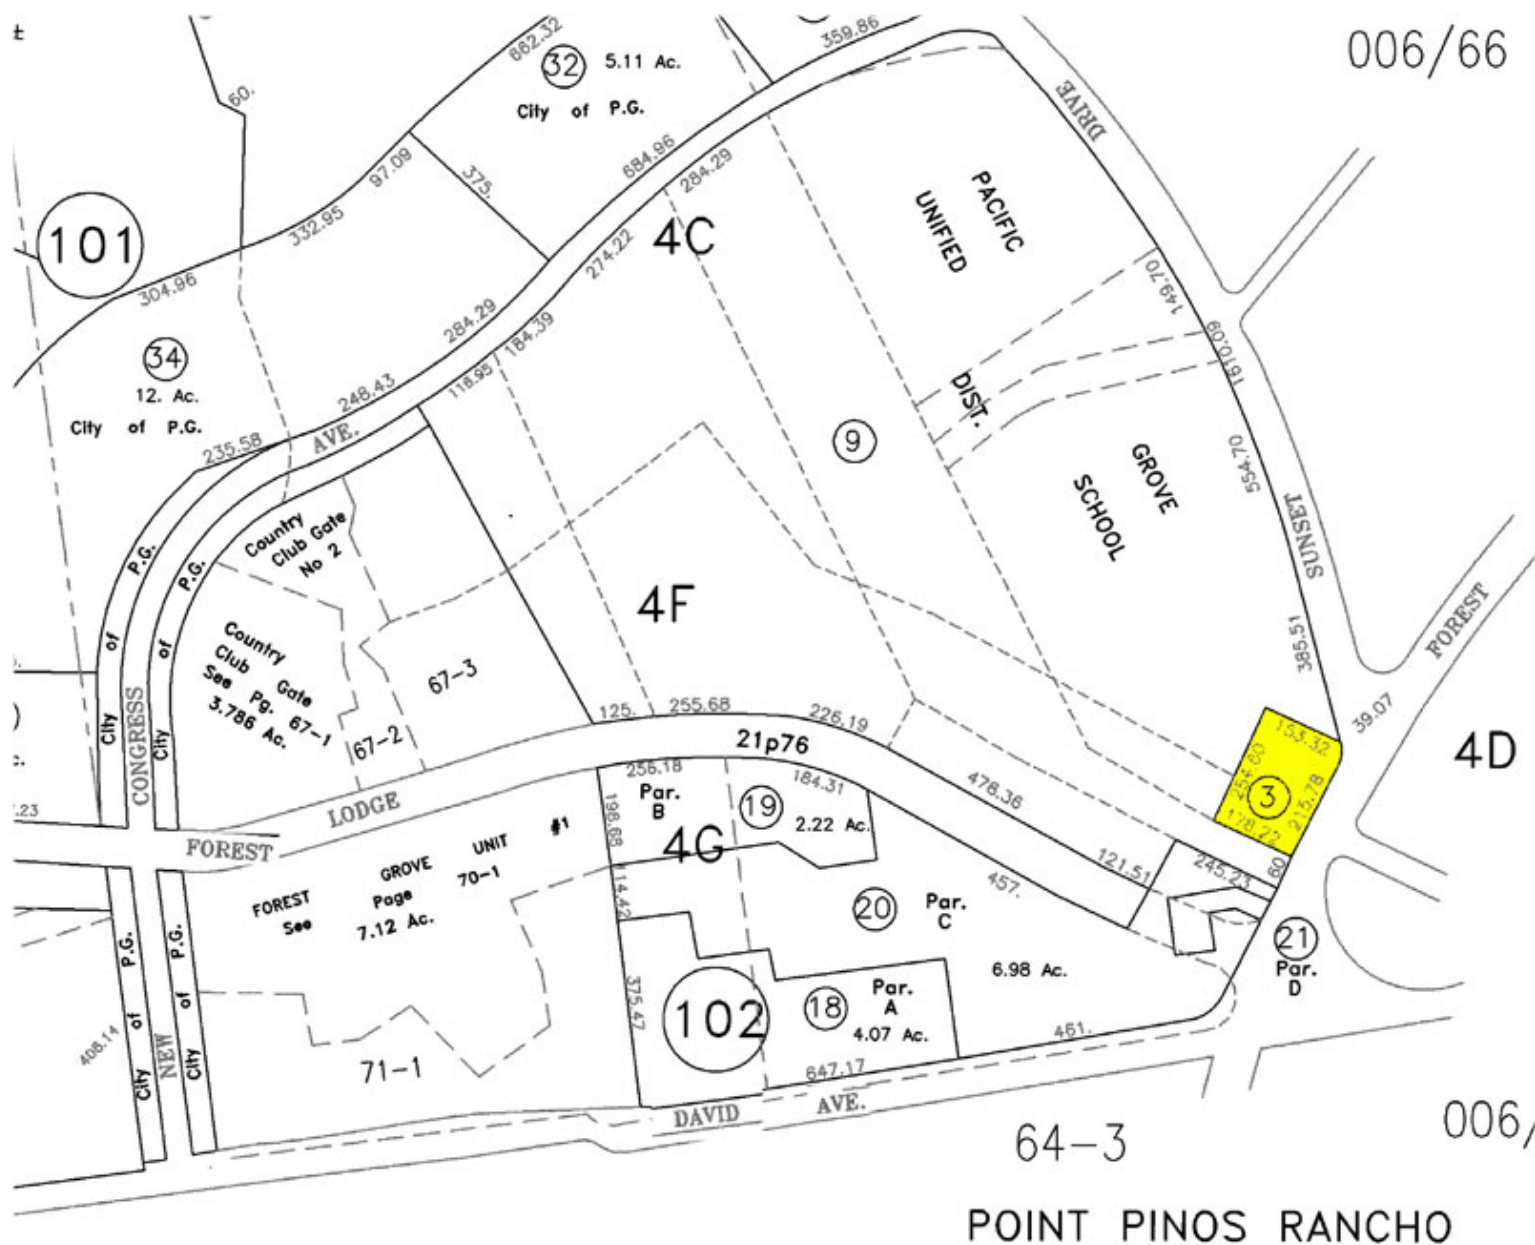 t
006/66
662.32
32 5.11 Ac.
City of P.G.
359.86
60.
DRIVE
97.09
375.
684.96
284.29
PACIFIC
UNIFIED
101
332.95
304.96
4C
274.22
149.70
34
12. Ac.
City of P.G.
284.29
184.39
118.95
1610.09
248.43
AVE.
235.58
DIST.
9
GROVE
SCHOOL
554.70
SUNSET
P.G.
of
City
P.G.
of
City
Country
Club Gate
No 2
4F
Country
Club Gate
See Pg. 67-1
3.786 Ac.
67-3
67-2
385.51
FOREST
CONGRESS
125.
255.68
226.19
21p76
39.07
4D
153.32
254.60
3
213.78
178.22
256.18
Par.
B
19
184.31
2.22 Ac.
478.36
198.68
4G
.23
LODGE
FOREST
FOREST GROVE UNIT #1
See Page 70-1
7.12 Ac.
114.42
121.51
245.23
60
457.
20 Par.
C
6.98 Ac.
21
Par.
D
P.G.
of
City
P.G.
of
City
408.14
NEW
375.47
102
18 Par.
A
4.07 Ac.
71-1
647.17
461.
DAVID AVE.
64-3
006/
POINT PINOS RANCHO